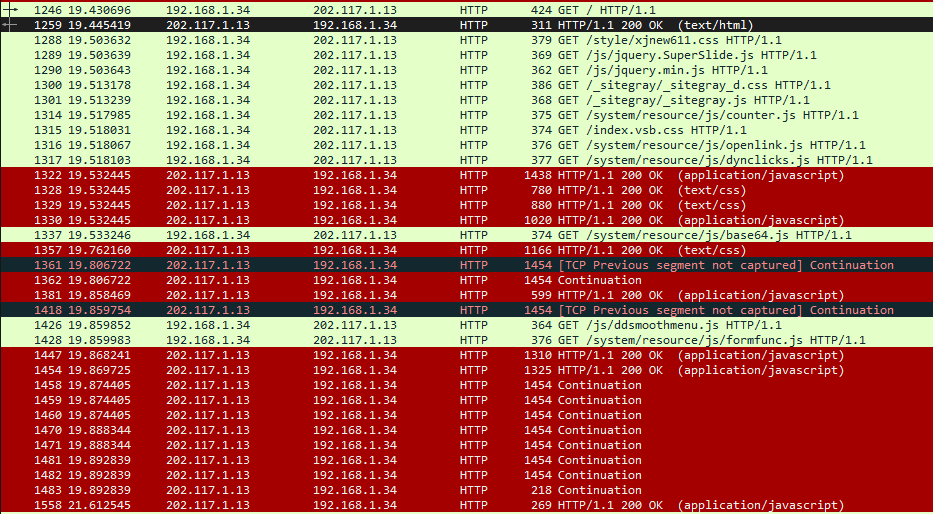 1246 19.430696 192.168.1.34 202.117.1.13 HTTP 424 GET / HTTP/1.1
1259 19.445419 202.117.1.13 192.168.1.34 HTTP 311 HTTP/1.1 200 OK (text/html)
1288 19.503632 192.168.1.34 202.117.1.13 HTTP 379 GET /style/xjnew611.css HTTP/1.1
1289 19.503639 192.168.1.34 202.117.1.13 HTTP 369 GET /js/jquery.SuperSlide.js HTTP/1.1
1290 19.503643 192.168.1.34 202.117.1.13 HTTP 362 GET /js/jquery.min.js HTTP/1.1
1300 19.513178 192.168.1.34 202.117.1.13 HTTP 386 GET /_sitegray/_sitegray_d.css HTTP/1.1
1301 19.513239 192.168.1.34 202.117.1.13 HTTP 368 GET /_sitegray/_sitegray.js HTTP/1.1
1314 19.517985 192.168.1.34 202.117.1.13 HTTP 375 GET /system/resource/js/counter.js HTTP/1.1
1315 19.518031 192.168.1.34 202.117.1.13 HTTP 374 GET /index.vsb.css HTTP/1.1
1316 19.518067 192.168.1.34 202.117.1.13 HTTP 376 GET /system/resource/js/openlink.js HTTP/1.1
1317 19.518103 192.168.1.34 202.117.1.13 HTTP 377 GET /system/resource/js/dynclicks.js HTTP/1.1
1322 19.532445 202.117.1.13 192.168.1.34 HTTP 1438 HTTP/1.1 200 OK (application/javascript)
1328 19.532445 202.117.1.13 192.168.1.34 HTTP 780 HTTP/1.1 200 OK (text/css)
1329 19.532445 202.117.1.13 192.168.1.34 HTTP 880 HTTP/1.1 200 OK (text/css)
1330 19.532445 202.117.1.13 192.168.1.34 HTTP 1020 HTTP/1.1 200 OK (application/javascript)
1337 19.533246 192.168.1.34 202.117.1.13 HTTP 374 GET /system/resource/js/base64.js HTTP/1.1
1357 19.762160 202.117.1.13 192.168.1.34 HTTP 1166 HTTP/1.1 200 OK (text/css)
1361 19.806722 202.117.1.13 192.168.1.34 HTTP 1454 [TCP Previous segment not captured] Continuation
1362 19.806722 202.117.1.13 192.168.1.34 HTTP 1454 Continuation
1381 19.858469 202.117.1.13 192.168.1.34 HTTP 599 HTTP/1.1 200 OK (application/javascript)
1418 19.859754 202.117.1.13 192.168.1.34 HTTP 1454 [TCP Previous segment not captured] Continuation
1426 19.859852 192.168.1.34 202.117.1.13 HTTP 364 GET /js/ddsmoothmenu.js HTTP/1.1
1428 19.859983 192.168.1.34 202.117.1.13 HTTP 376 GET /system/resource/js/formfunc.js HTTP/1.1
1447 19.868241 202.117.1.13 192.168.1.34 HTTP 1310 HTTP/1.1 200 OK (application/javascript)
1454 19.869725 202.117.1.13 192.168.1.34 HTTP 1325 HTTP/1.1 200 OK (application/javascript)
1458 19.874405 202.117.1.13 192.168.1.34 HTTP 1454 Continuation
1459 19.874405 202.117.1.13 192.168.1.34 HTTP 1454 Continuation
1460 19.874405 202.117.1.13 192.168.1.34 HTTP 1454 Continuation
1470 19.888344 202.117.1.13 192.168.1.34 HTTP 1454 Continuation
1471 19.888344 202.117.1.13 192.168.1.34 HTTP 1454 Continuation
1481 19.892839 202.117.1.13 192.168.1.34 HTTP 1454 Continuation
1482 19.892839 202.117.1.13 192.168.1.34 HTTP 1454 Continuation
1483 19.892839 202.117.1.13 192.168.1.34 HTTP 218 Continuation
1558 21.612545 202.117.1.13 192.168.1.34 HTTP 269 HTTP/1.1 200 OK (application/javascript)